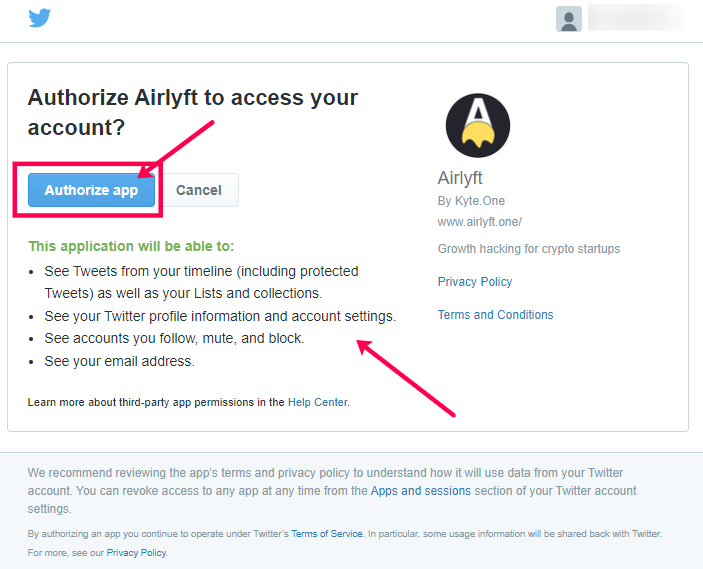 Authorize Airlyft to access your
account?
Authorize app
Cancel
This application will be able to:
• See Tweets from your timeline (including protected
Tweets) as well as your Lists and collections.
• See your Twitter profile information and account settings.
• See accounts you follow, mute, and block.
• See your email address.
Learn more about third-party app permissions in the Help Center.
Airlyft
By Kyte.One
www.airlyft.one/
Growth hacking for crypto startups
Privacy Policy
Terms and Conditions
We recommend reviewing the app's terms and privacy policy to understand how it will use data from your Twitter
account. You can revoke access to any app at any time from the Apps and sessions section of your Twitter account
settings.
By authorizing an app you continue to operate under Twitter's Terms of Service. In particular, some usage information will be shared back with Twitter.
For more, see our Privacy Policy.